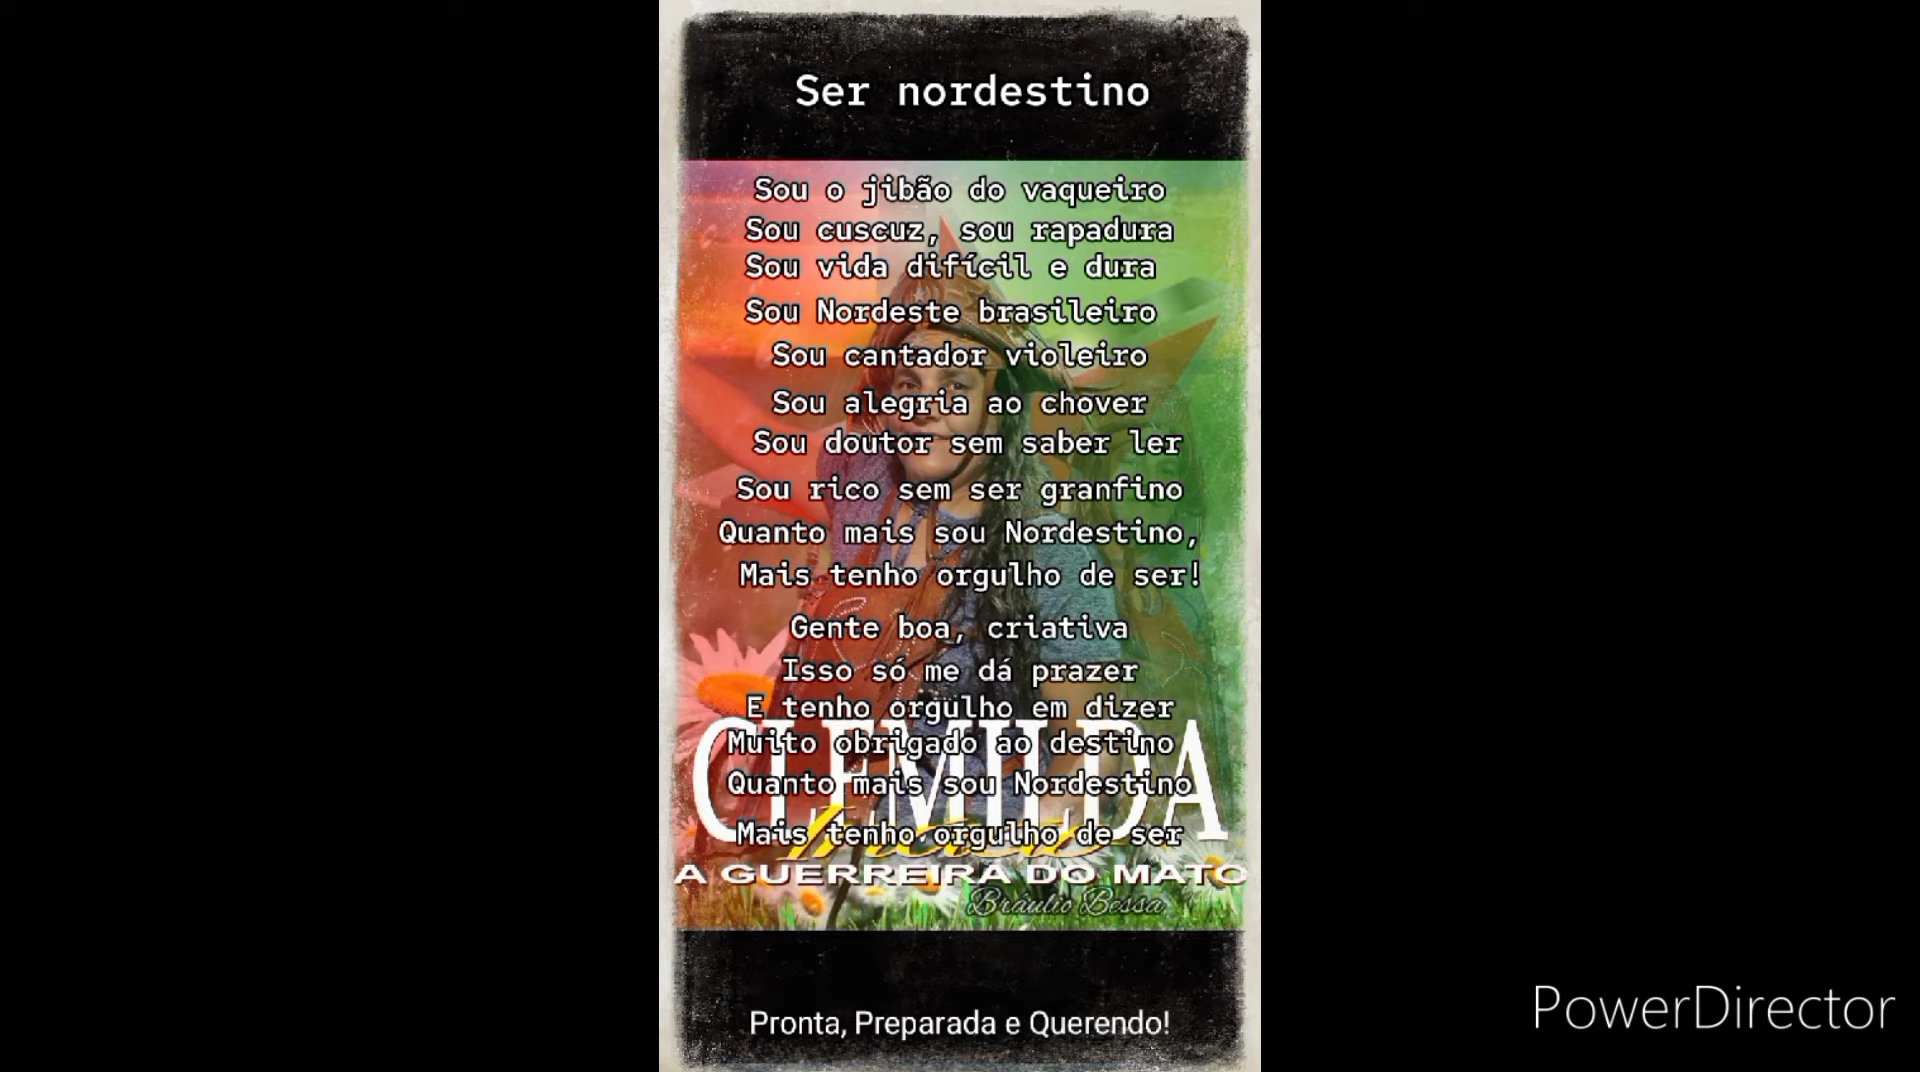 Ser nordestino
Sou o jibão do vaqueiro
Sou cuscuz, sou rapadura
Sou vida difícil e dura
Sou Nordeste brasileiro
Sou cantador violeiro
Sou alegria ao chover
Sou doutor sem saber ler
Sou rico sem ser granfino
Quanto mais sou Nordestino,
Mais tenho orgulho de ser!
Gente boa, criativa
Isso só me dá prazer
E tenho orgulho em dizer
CLEMILDA
Muito obrigado ao destino
Quanto mais sou Nordestino
Mais tenho orgulho de ser
A GUERREIRA DO MATO
Bráulio Bessa
Pronta, Preparada e Querendo!
PowerDirector